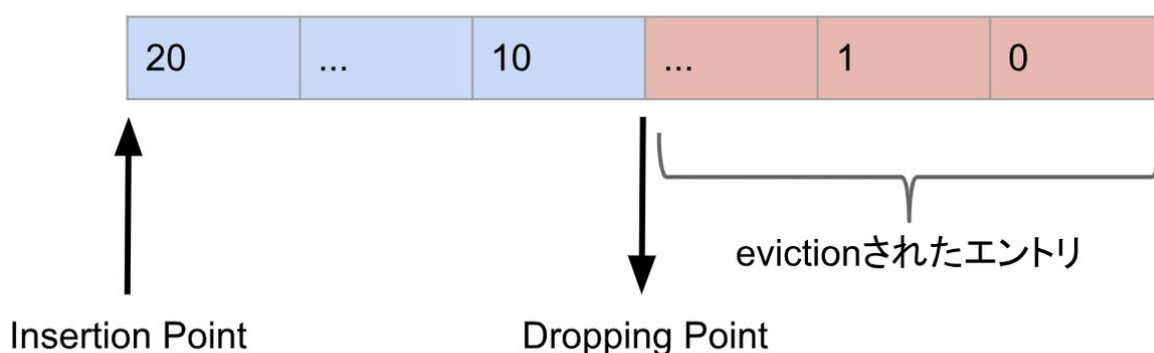 20 ... 10 ... 1 0
evictionされたエントリ
Insertion Point Dropping Point